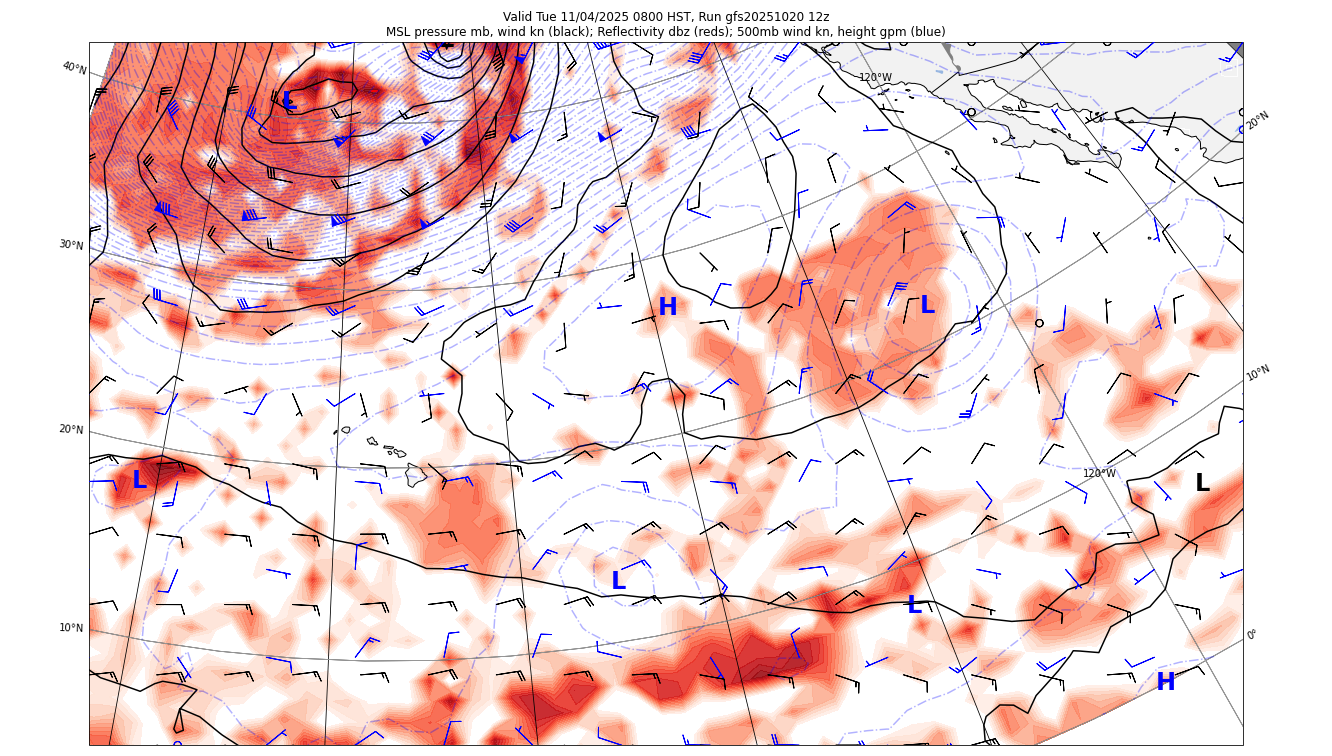 Valid Tue 11/04/2025 0800 HST, Run gfs20251020 12z
MSL pressure mb, wind kn (black); Reflectivity dbz (reds); 500mb wind kn, height gpm (blue)
40°N
120°W
20°N
L
30°N
H
L
10°N
20°N
L
120°W
L
L
L
10°N
0°
H